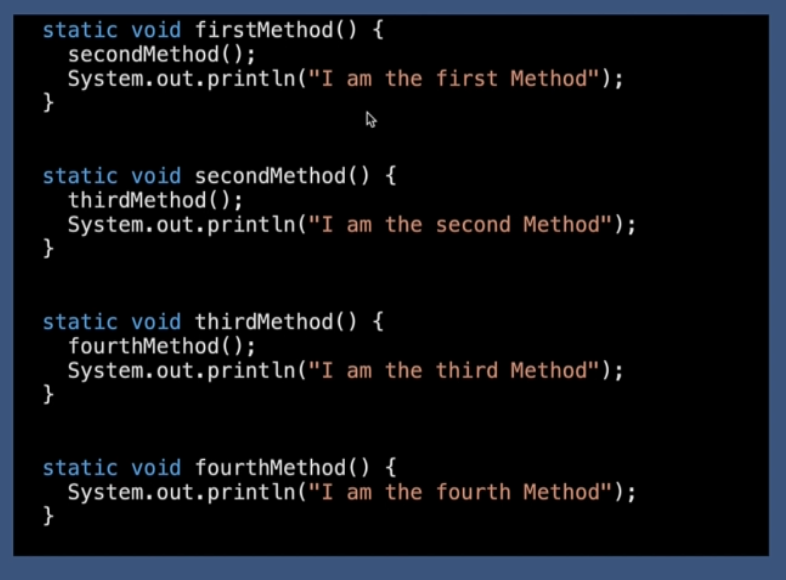 static void firstMethod() {
secondMethod();
System.out.println("I am the first Method");
}
static void secondMethod() {
thirdMethod();
System.out.println("I am the second Method");
}
static void thirdMethod() {
fourthMethod();
System.out.println("I am the third Method");
}
static void fourthMethod() {
System.out.println("I am the fourth Method");
}